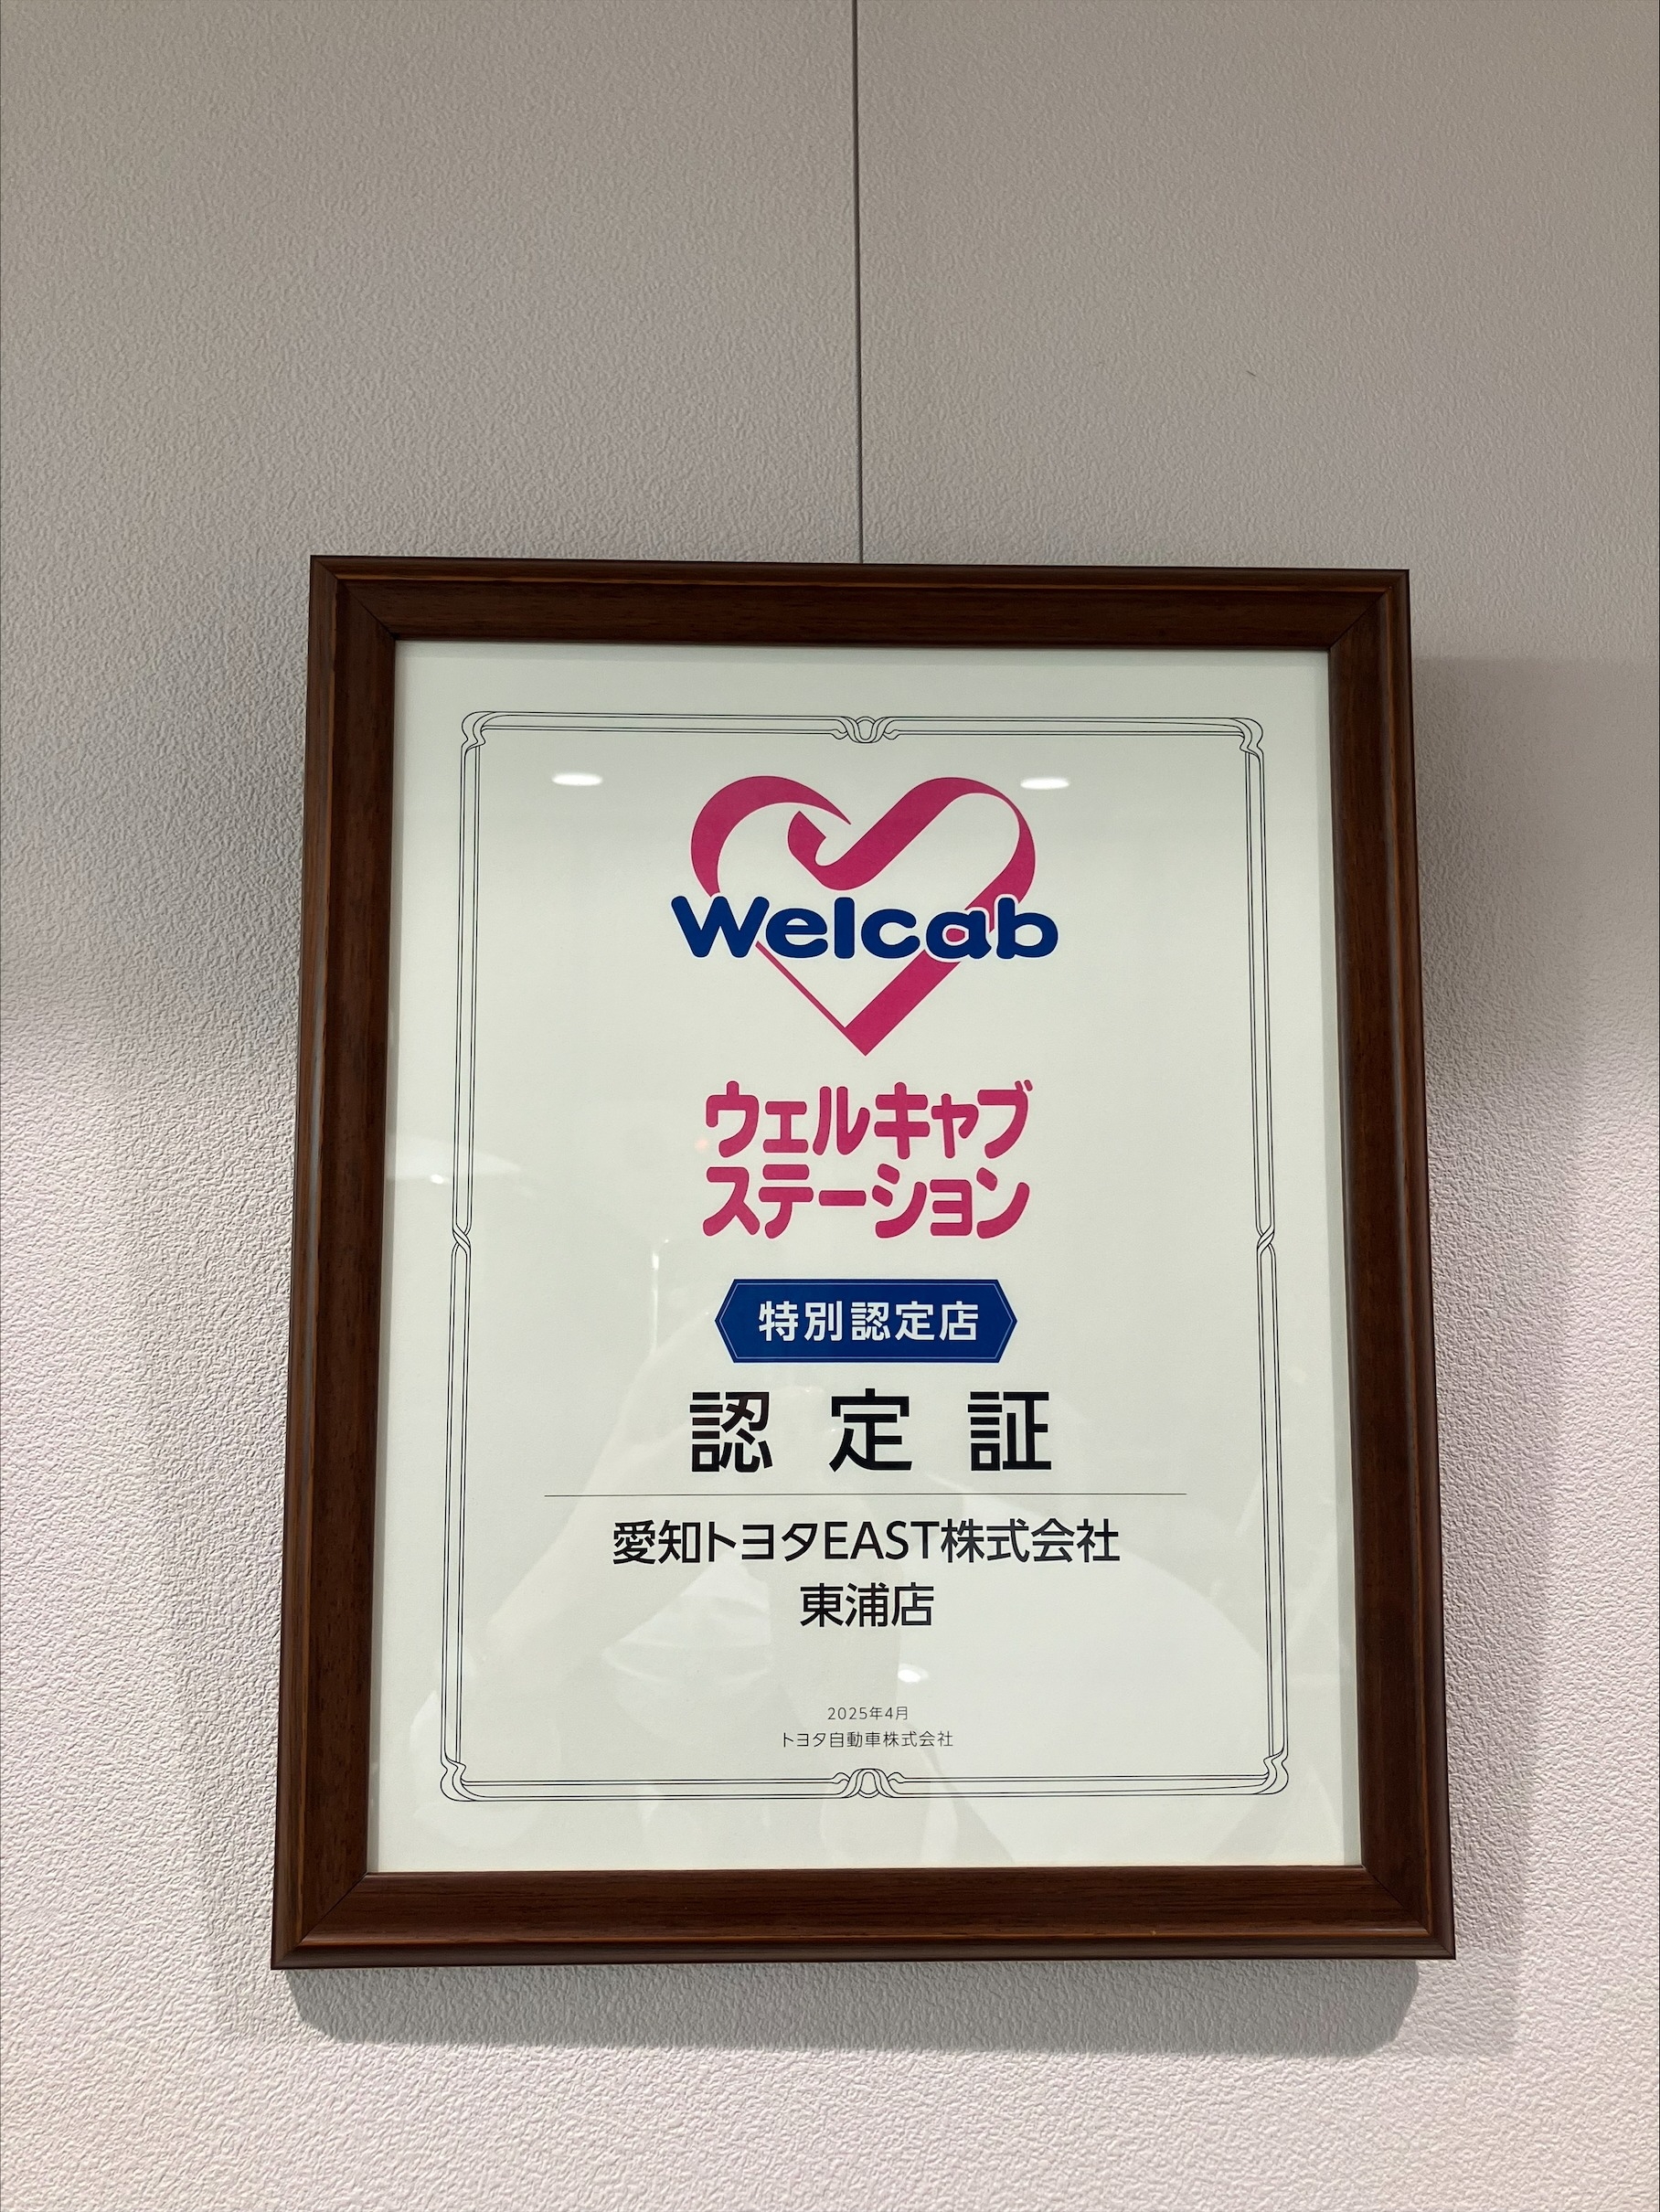 Welcab
ウェルキャブ
ステーション
特別認定店
認定証
愛知トヨタEAST株式会社
東浦店
2025年4月
トヨタ自動車株式会社